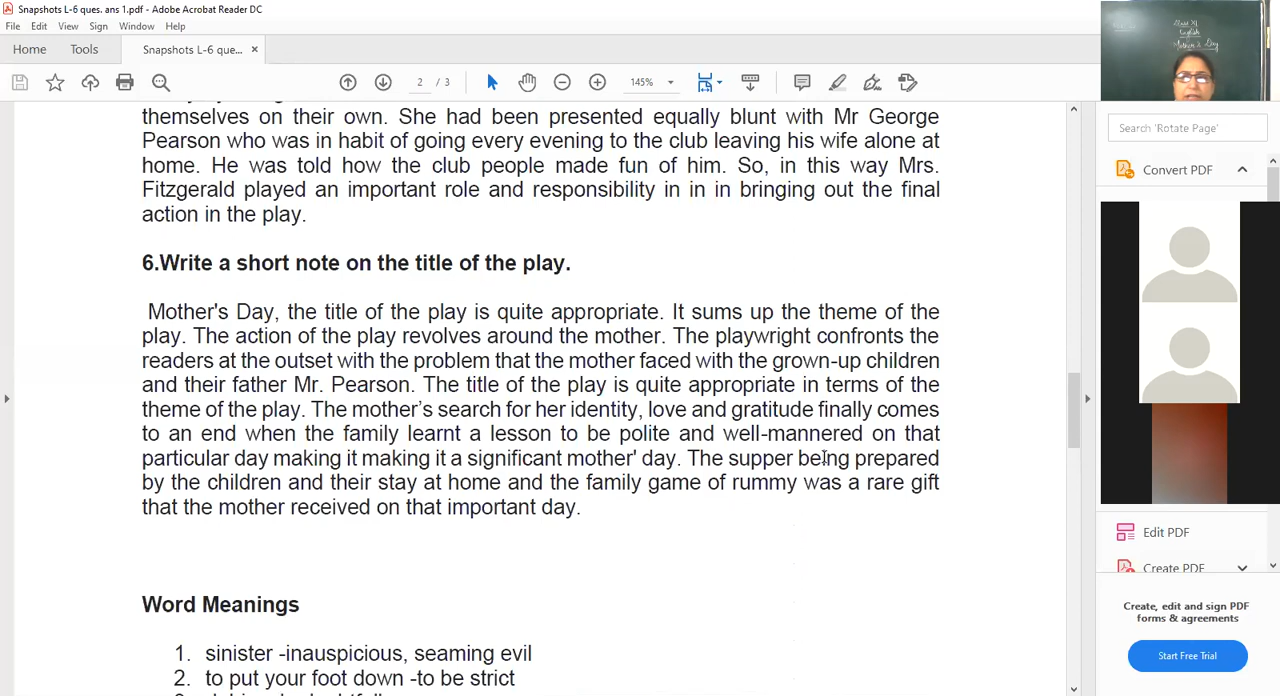 Snapshots L-6 ques. ans 1.pdf - Adobe Acrobat Reader DC
File Edit View Sign Window Help
Home Tools Snapshots L-6 que... ×
2 / 3 145%
themselves on their own. She had been presented equally blunt with Mr George
Pearson who was in habit of going every evening to the club leaving his wife alone at
home. He was told how the club people made fun of him. So, in this way Mrs.
Fitzgerald played an important role and responsibility in in in bringing out the final
action in the play.
6.Write a short note on the title of the play.
Mother's Day, the title of the play is quite appropriate. It sums up the theme of the
play. The action of the play revolves around the mother. The playwright confronts the
readers at the outset with the problem that the mother faced with the grown-up children
and their father Mr. Pearson. The title of the play is quite appropriate in terms of the
theme of the play. The mother’s search for her identity, love and gratitude finally comes
to an end when the family learnt a lesson to be polite and well-mannered on that
particular day making it making it a significant mother' day. The supper being prepared
by the children and their stay at home and the family game of rummy was a rare gift
that the mother received on that important day.
Word Meanings
1. sinister -inauspicious, seaming evil
2. to put your foot down -to be strict
Class XI
English
Mother's Day
Search 'Rotate Page'
Convert PDF
Edit PDF
Create PDF
Create, edit and sign PDF
forms & agreements
Start Free Trial